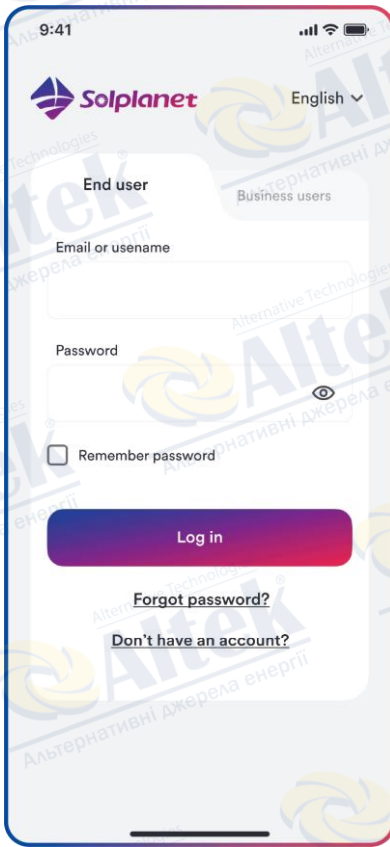 9:41
Solplanet
English
End user
Business users
Email or usename
Password
Remember password
Log in
Forgot password?
Don't have an account?
Alternative Technologies
Altek®
Альтернативні джерела енергії